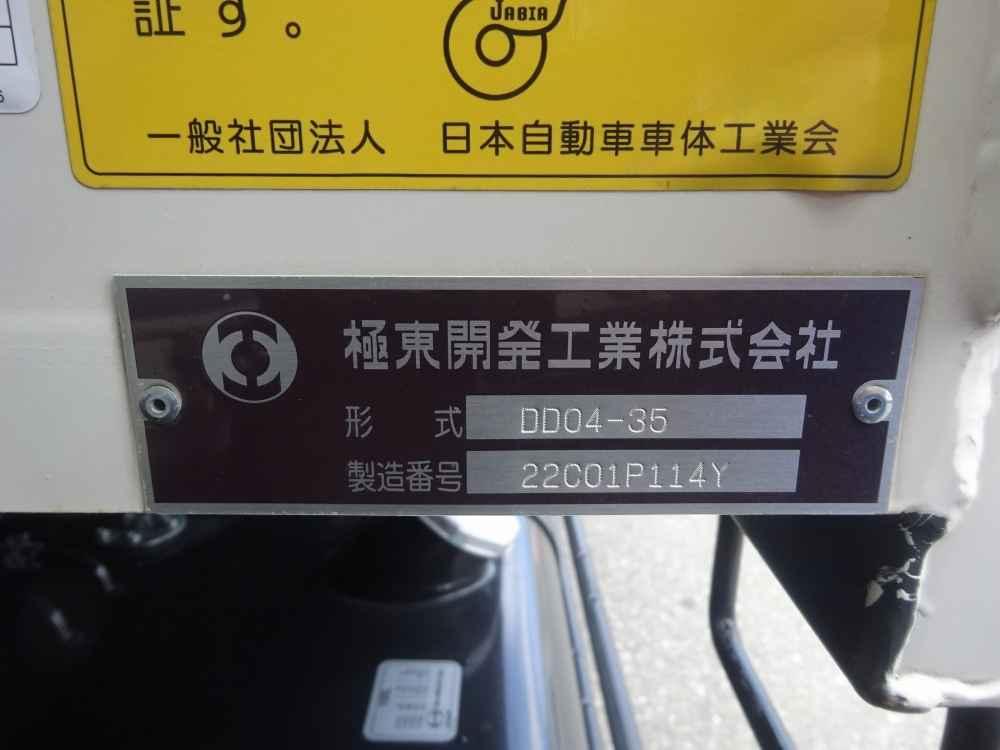 証す。
JABIA
一般社団法人 日本自動車車体工業会
極東開発工業株式会社
形 式 DD04-35
製造番号 22C01P114Y